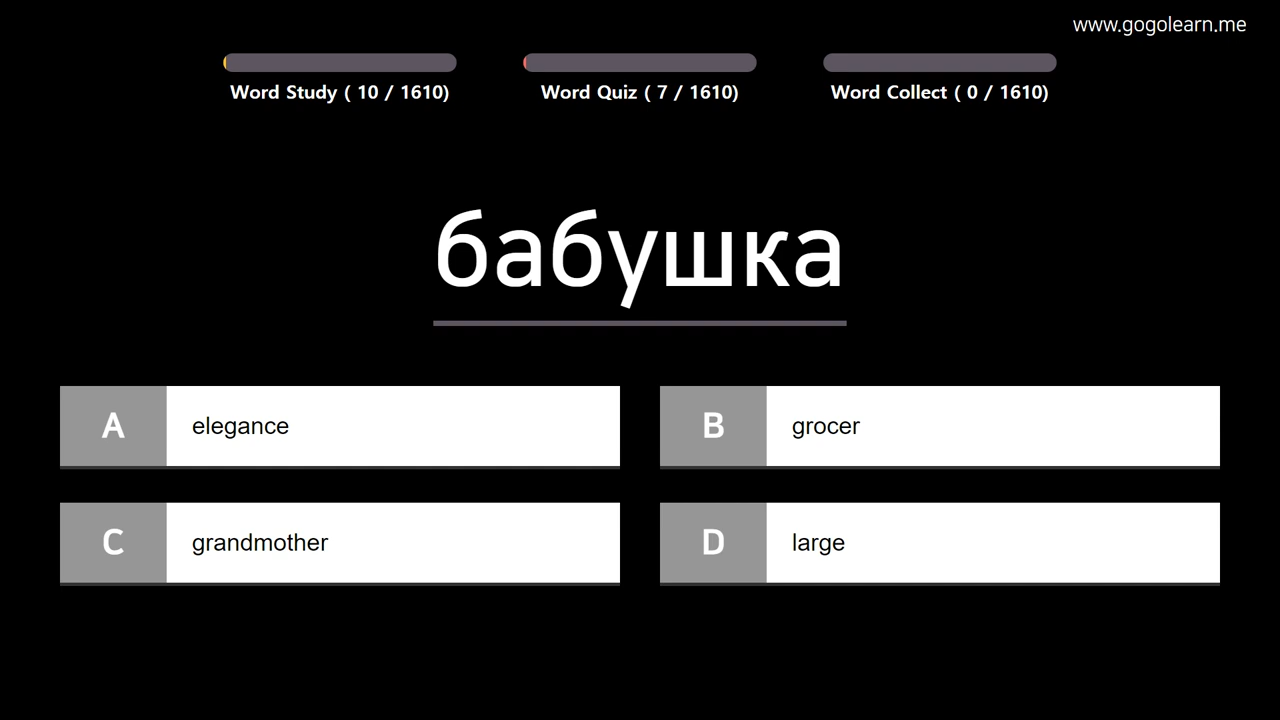 www.gogolearn.me
Word Study ( 10 / 1610)
Word Quiz ( 7 / 1610)
Word Collect ( 0 / 1610)
бабушка
A elegance
B grocer
C grandmother
D large